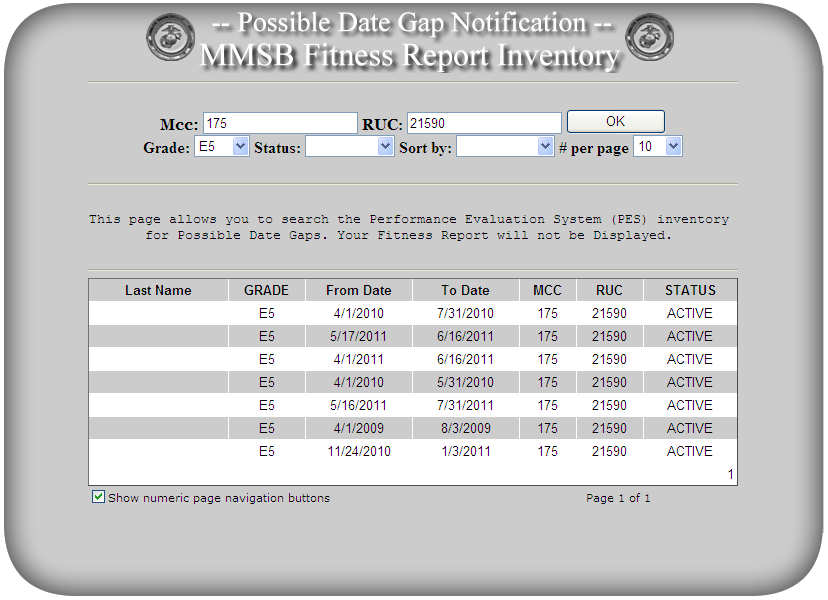 -- Possible Date Gap Notification --
MMSB Fitness Report Inventory
Mcc: 175 RUC: 21590 OK
Grade: E5 Status: Sort by: # per page 10
This page allows you to search the Performance Evaluation System (PES) inventory
for Possible Date Gaps. Your Fitness Report will not be Displayed.
Last Name GRADE From Date To Date MCC RUC STATUS
E5 4/1/2010 7/31/2010 175 21590 ACTIVE
E5 5/17/2011 6/16/2011 175 21590 ACTIVE
E5 4/1/2011 6/16/2011 175 21590 ACTIVE
E5 4/1/2010 5/31/2010 175 21590 ACTIVE
E5 5/16/2011 7/31/2011 175 21590 ACTIVE
E5 4/1/2009 8/3/2009 175 21590 ACTIVE
E5 11/24/2010 1/3/2011 175 21590 ACTIVE
1
Show numeric page navigation buttons Page 1 of 1